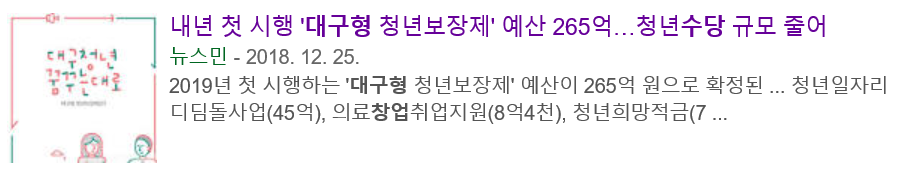 내년 첫 시행 '대구형 청년보장제' 예산 265억...청년수당 규모 줄어
뉴스민 - 2018. 12. 25.
2019년 첫 시행하는 '대구형 청년보장제' 예산이 265억 원으로 확정된 ... 청년일자리
디딤돌사업(45억), 의료창업취업지원(8억4천), 청년희망적금(7 ...
대구청년
꿈꾸는대로